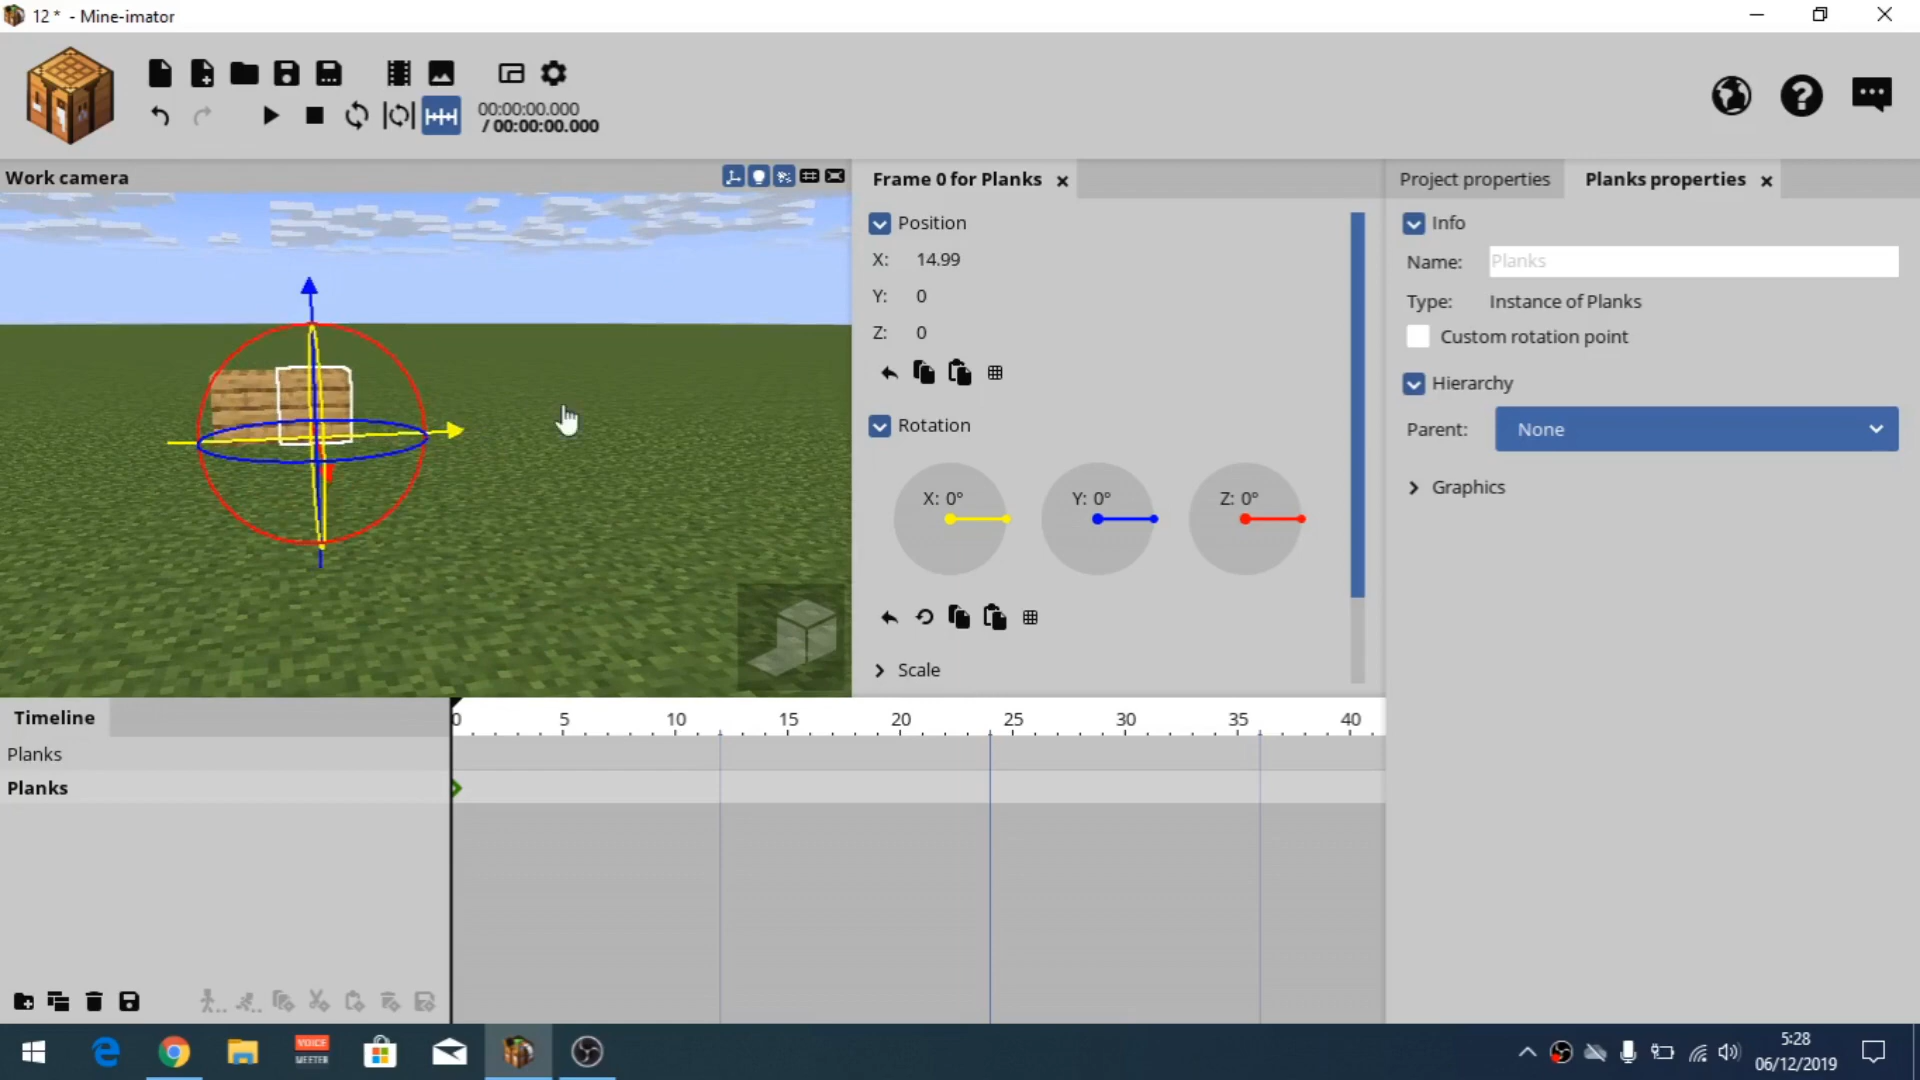 12 * - Mine-imator
00:00:00.000
/ 00:00:00.000
Work camera
Frame 0 for Planks
Position
X: 14.99
Y: 0
Z: 0
Rotation
X: 0°
Y: 0°
Z: 0°
Scale
Project properties
Planks properties
Info
Name: Planks
Type: Instance of Planks
Custom rotation point
Hierarchy
Parent: None
Graphics
Timeline
0 5 10 15 20 25 30 35 40
Planks
Planks
VOICE
MEETER
5:28
06/12/2019